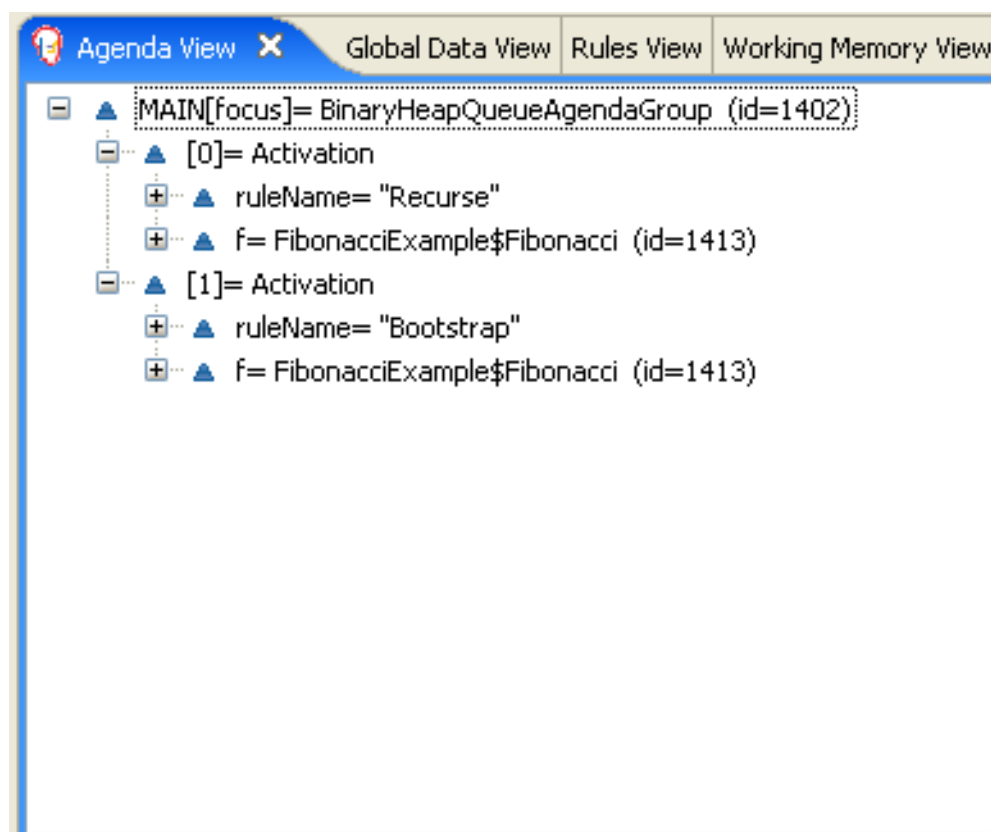 Agenda View Global Data View Rules View Working Memory View
MAIN[focus]= BinaryHeapQueueAgendaGroup (id=1402)
[0]= Activation
ruleName= "Recurse"
f= FibonacciExample$Fibonacci (id=1413)
[1]= Activation
ruleName= "Bootstrap"
f= FibonacciExample$Fibonacci (id=1413)